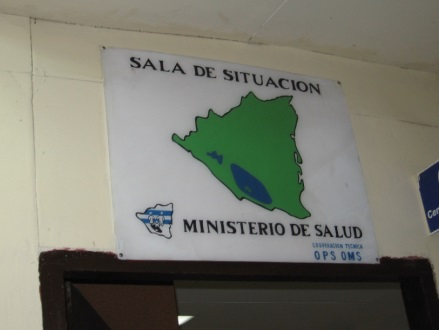 SALA DE SITUACION
MINISTERIO DE SALUD
COOPERACION TECNICA
OPS OMS